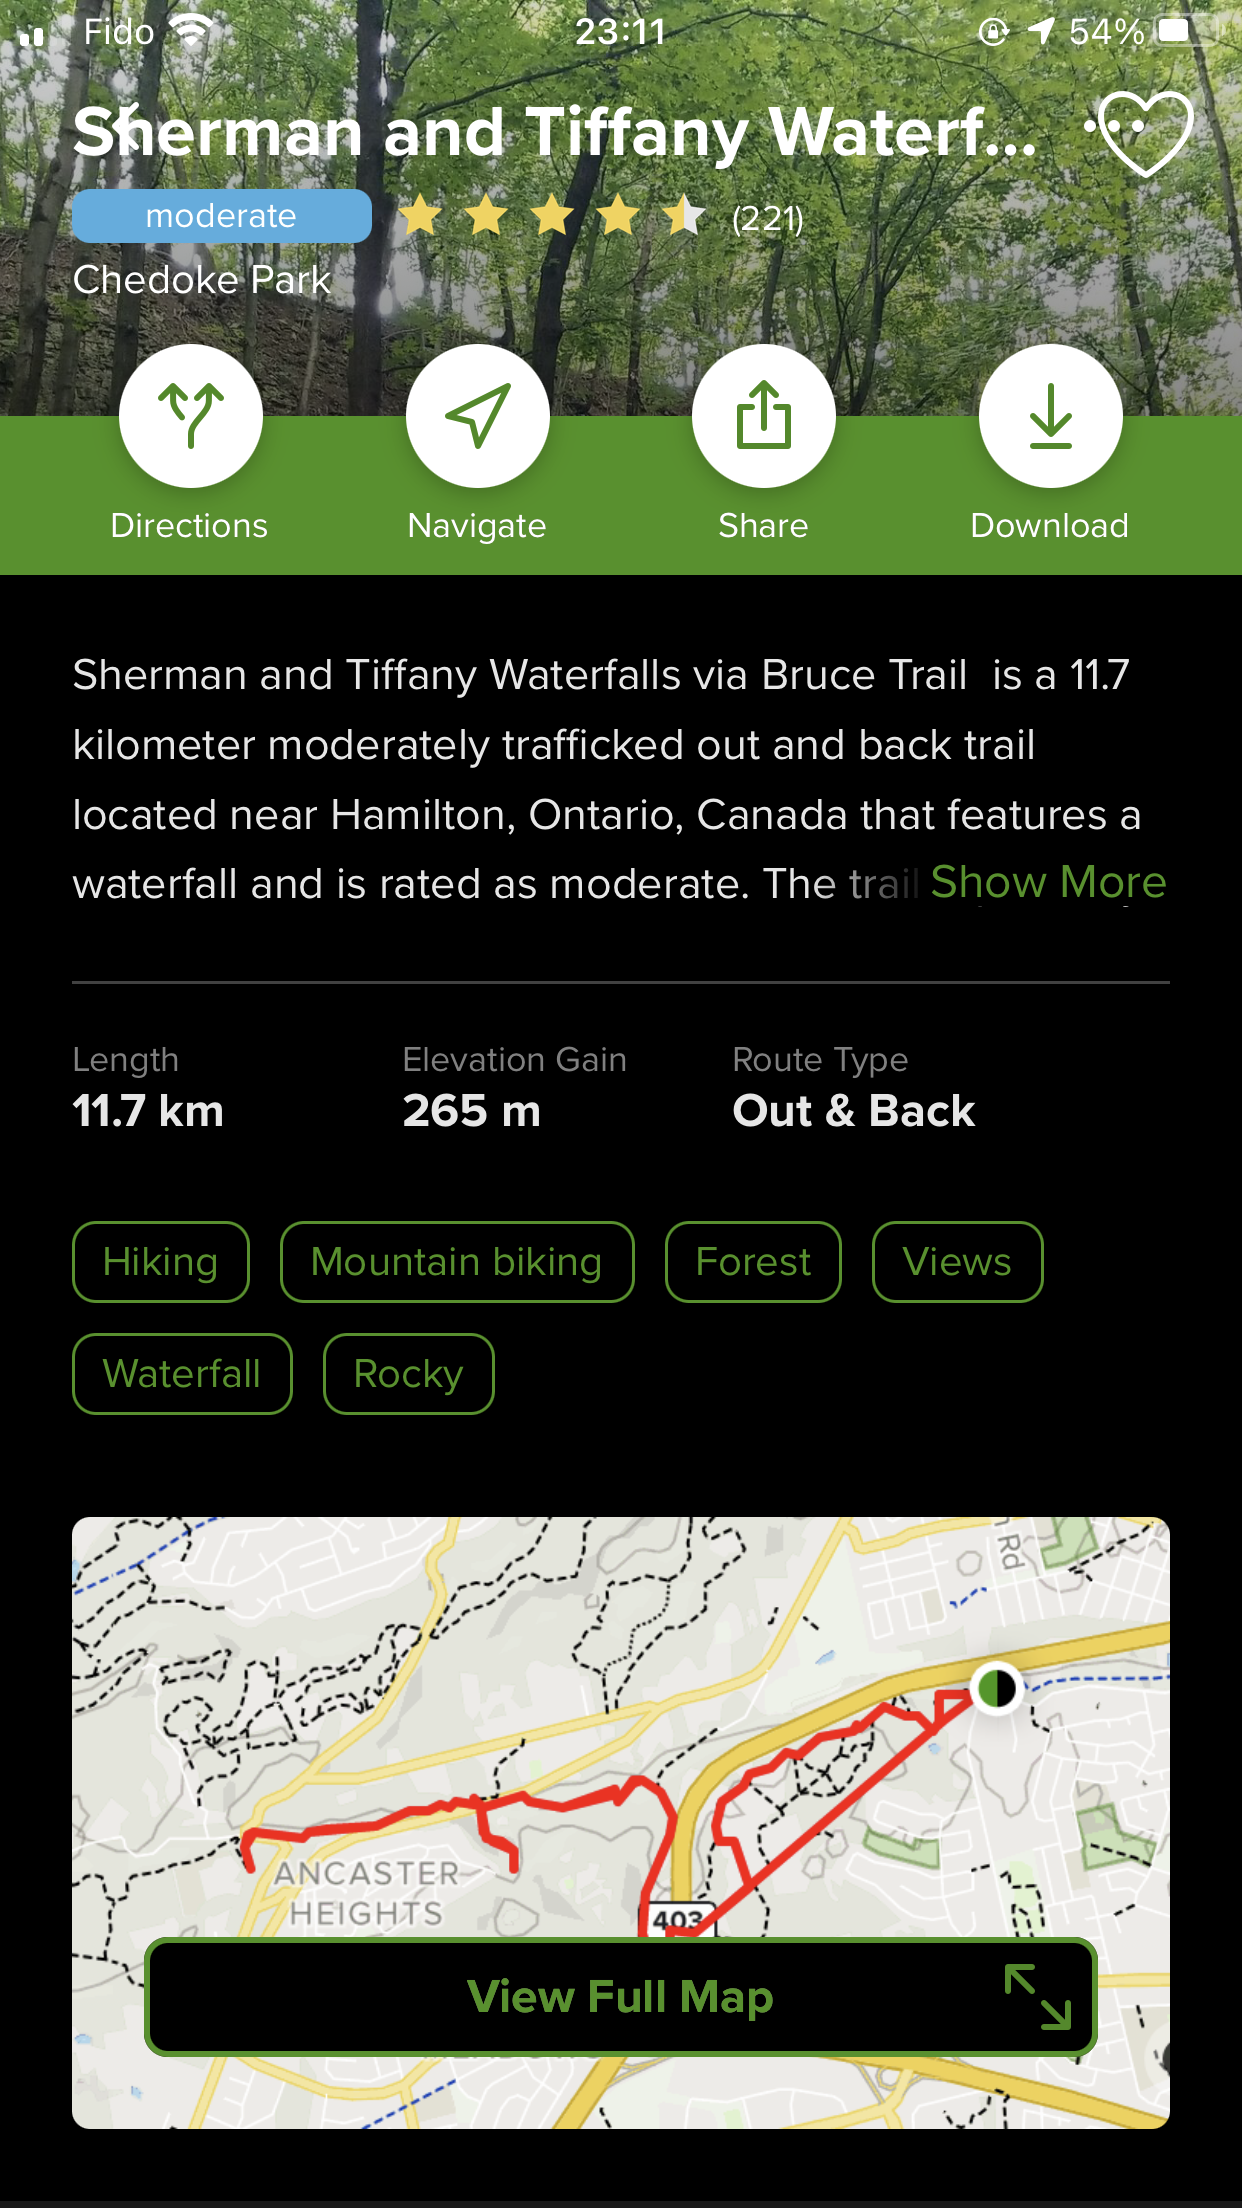 Fido 23:11 54%
Sherman and Tiffany Waterf...
moderate (221)
Chedoke Park
Directions Navigate Share Download
Sherman and Tiffany Waterfalls via Bruce Trail is a 11.7
kilometer moderately trafficked out and back trail
located near Hamilton, Ontario, Canada that features a
waterfall and is rated as moderate. The trail Show More
Length Elevation Gain Route Type
11.7 km 265 m Out & Back
Hiking Mountain biking Forest Views
Waterfall Rocky
Rd
ANCASTER
HEIGHTS
403
View Full Map